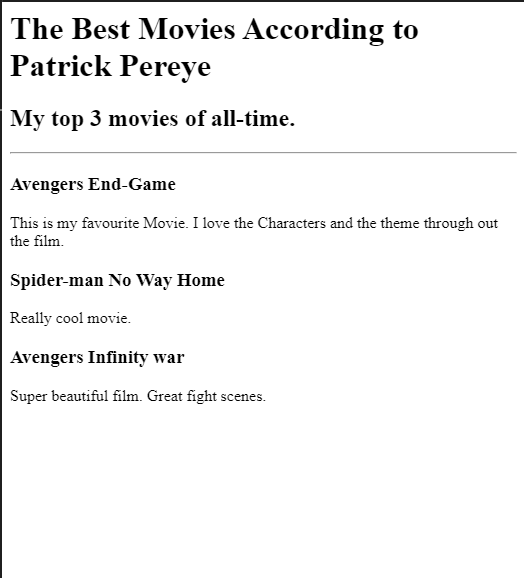 The Best Movies According to
Patrick Pereye
My top 3 movies of all-time.
Avengers End-Game
This is my favourite Movie. I love the Characters and the theme through out
the film.
Spider-man No Way Home
Really cool movie.
Avengers Infinity war
Super beautiful film. Great fight scenes.